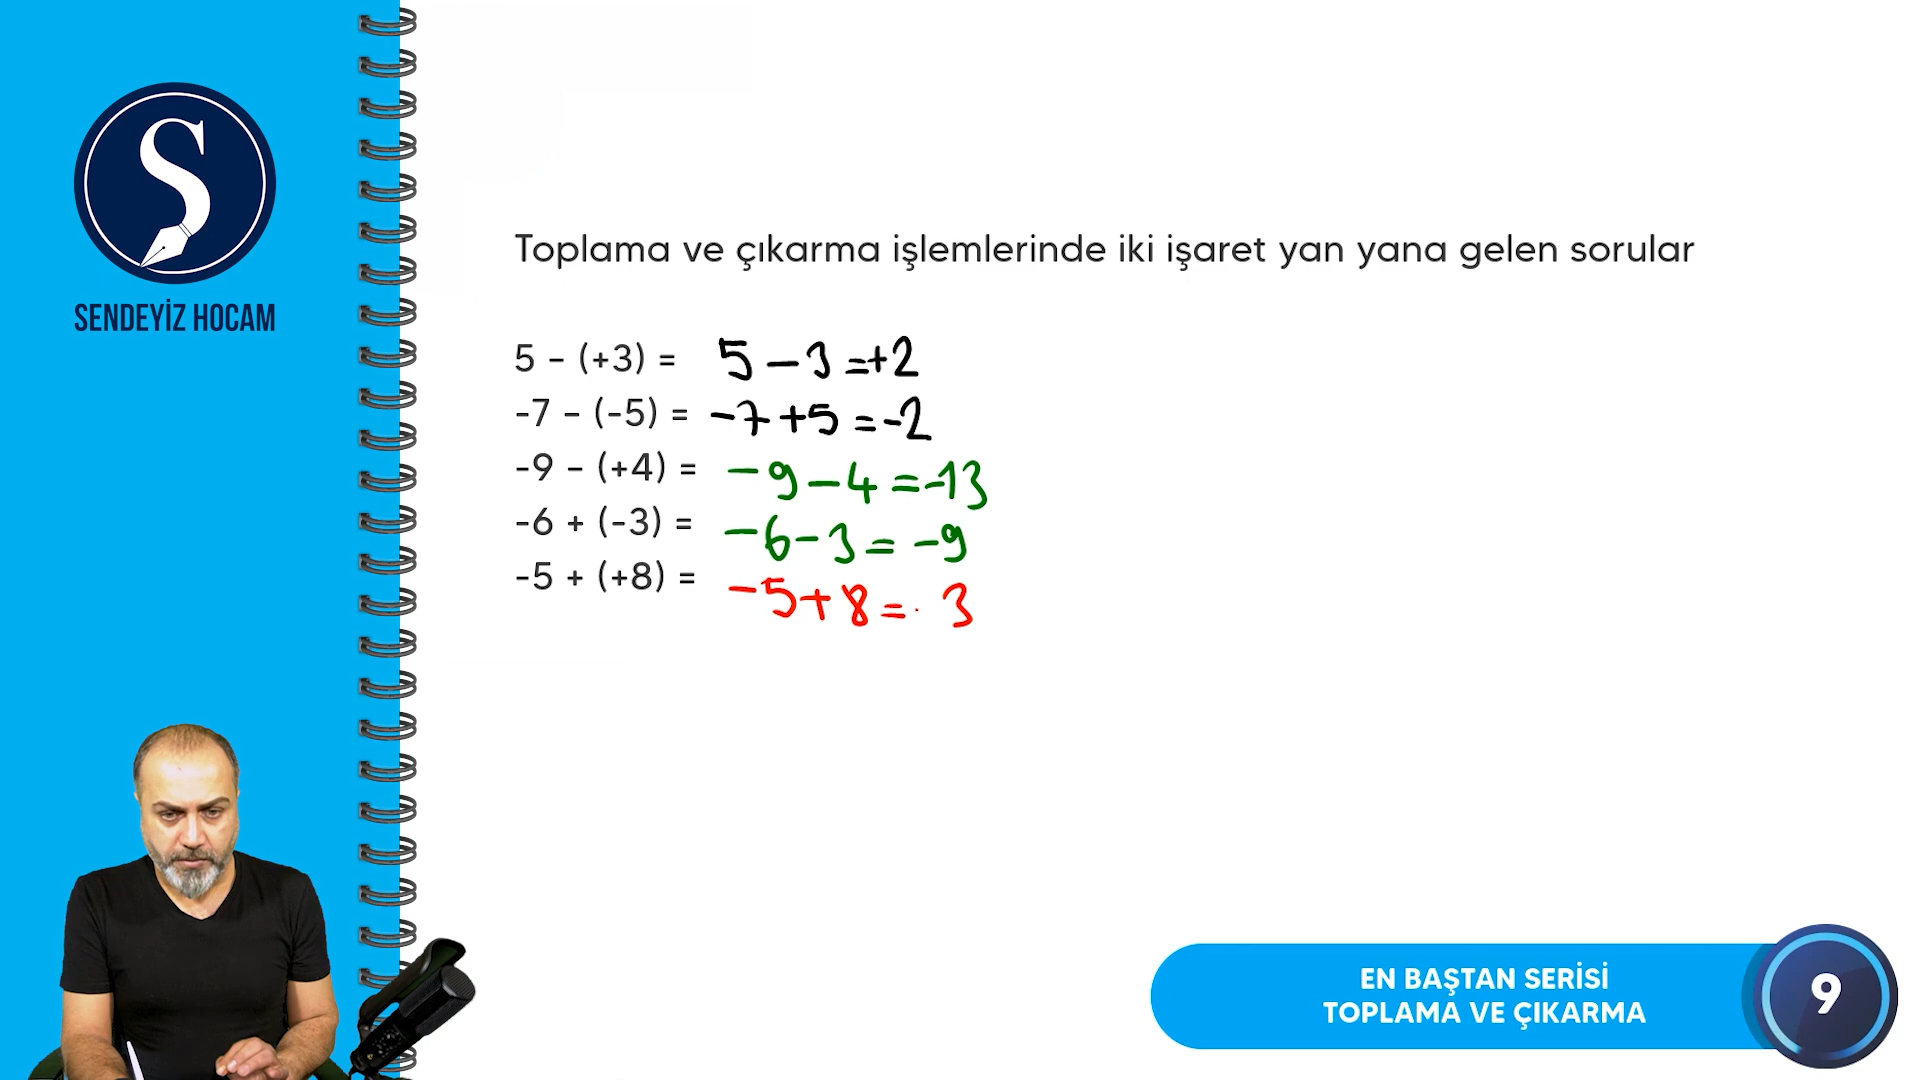 S
SENDEYİZ HOCAM
Toplama ve çıkarma işlemlerinde iki işaret yan yana gelen sorular
5 - (+3) = 5 - 3 = +2
-7 - (-5) = -7 +5 = -2
-9 - (+4) = -9 - 4 = -13
-6 + (-3) = -6 - 3 = -9
-5 + (+8) = -5 + 8 = 3
EN BAŞTAN SERİSİ
TOPLAMA VE ÇIKARMA
9